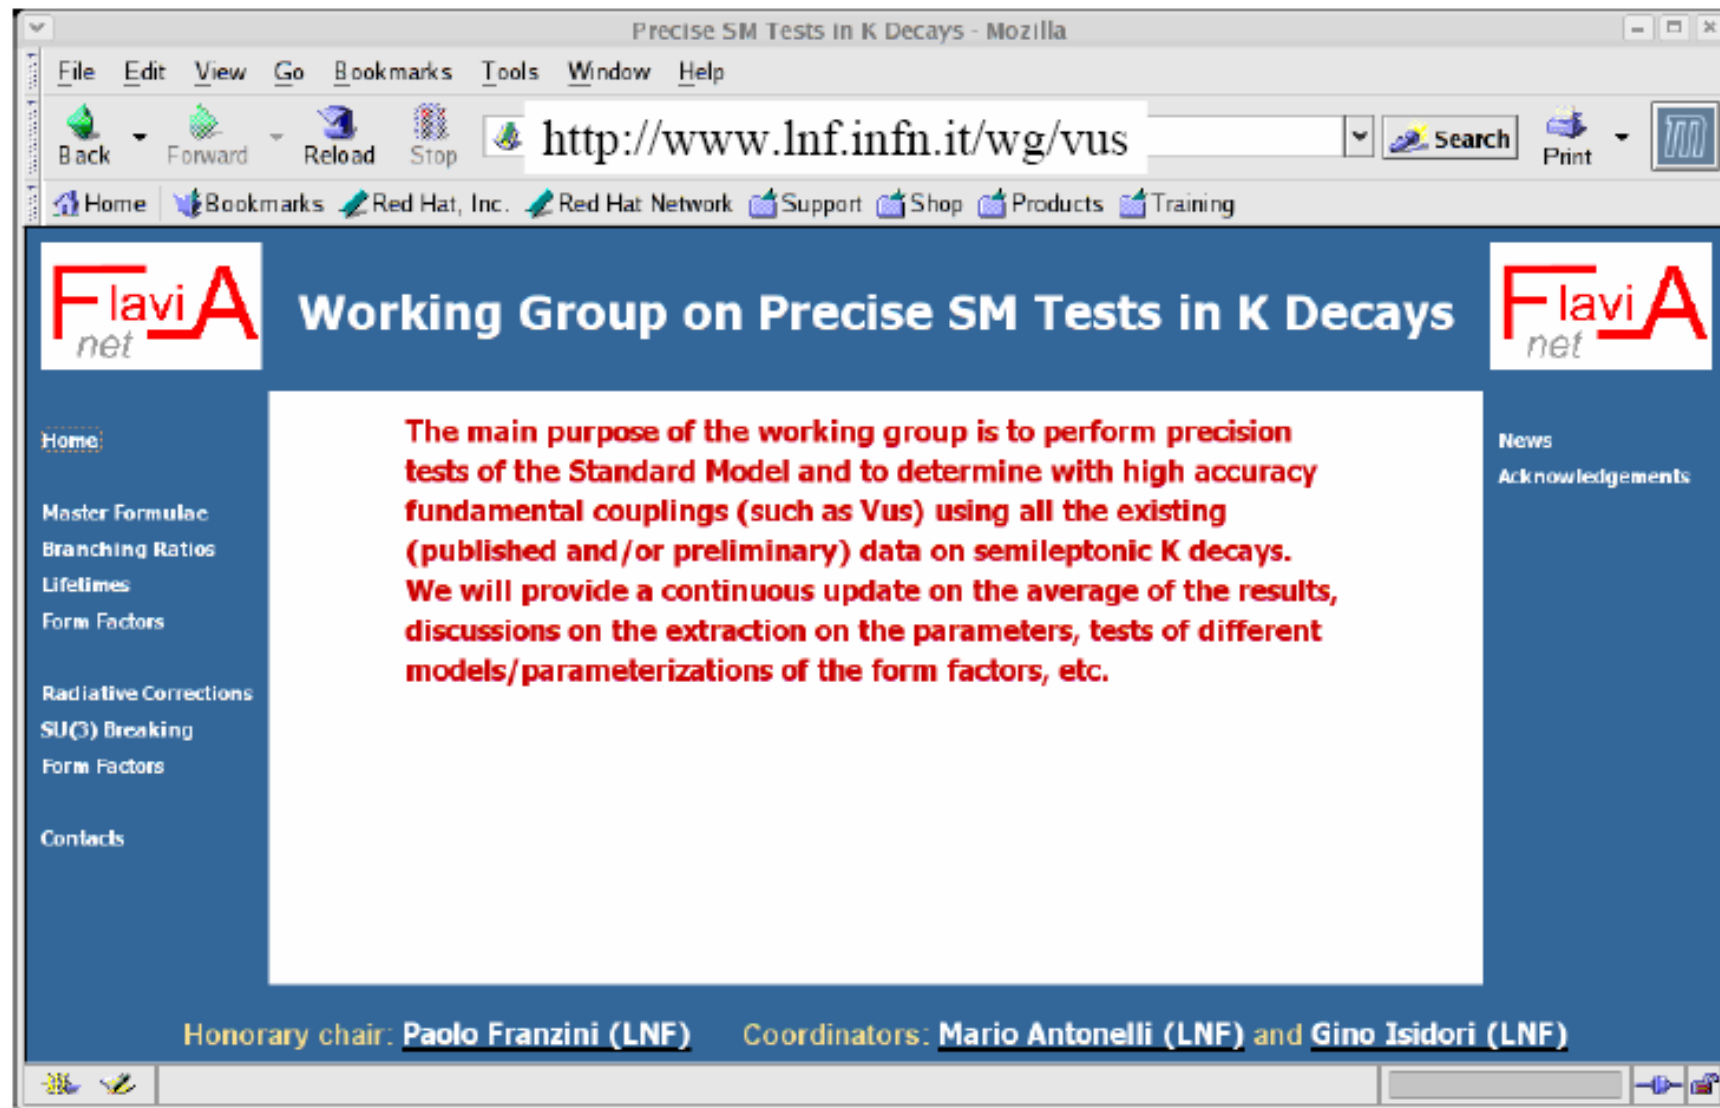 Precise SM Tests in K Decays - Mozilla
File Edit View Go Bookmarks Tools Window Help
Back Forward Reload Stop http://www.lnf.infn.it/wg/vus Search Print
Home Bookmarks Red Hat, Inc. Red Hat Network Support Shop Products Training
FlaviA
net
Working Group on Precise SM Tests in K Decays
FlaviA
net
Home
Master Formulae
Branching Ratios
Lifetimes
Form Factors
Radiative Corrections
SU(3) Breaking
Form Factors
Contacts
The main purpose of the working group is to perform precision
tests of the Standard Model and to determine with high accuracy
fundamental couplings (such as Vus) using all the existing
(published and/or preliminary) data on semileptonic K decays.
We will provide a continuous update on the average of the results,
discussions on the extraction on the parameters, tests of different
models/parameterizations of the form factors, etc.
News
Acknowledgements
Honorary chair: Paolo Franzini (LNF) Coordinators: Mario Antonelli (LNF) and Gino Isidori (LNF)